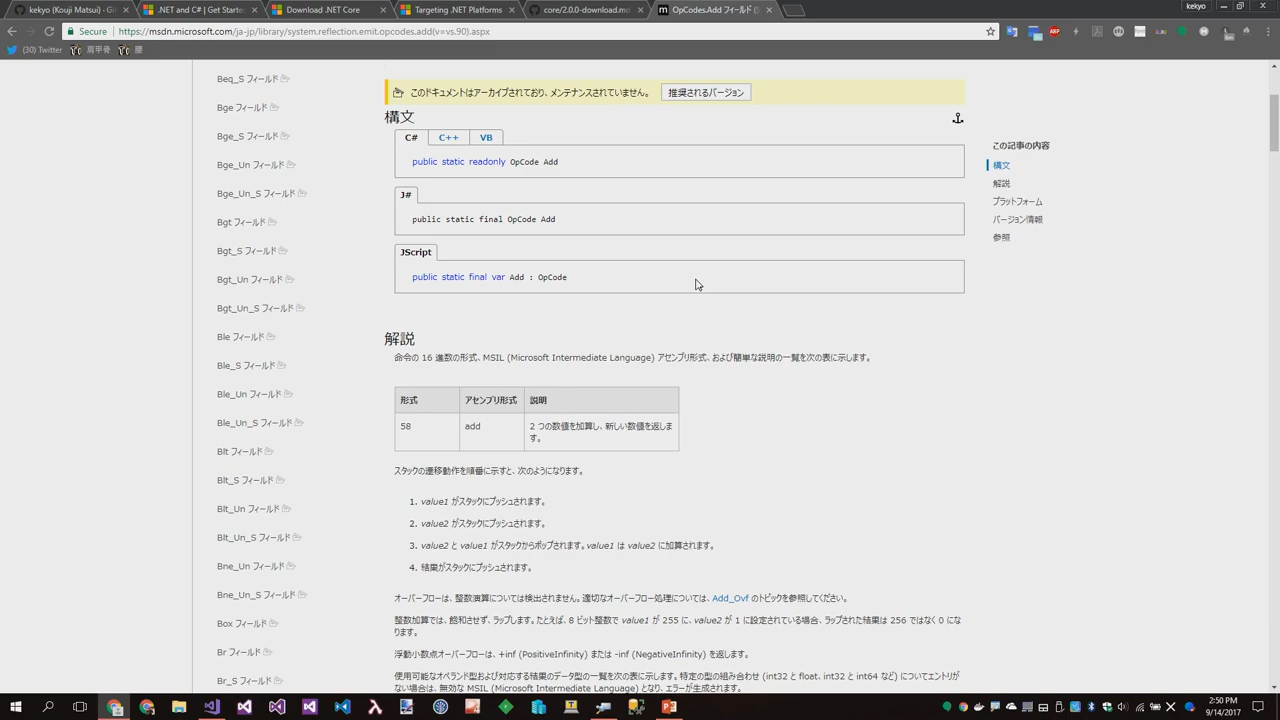 kekyo (Kouji Matsui) · Git
.NET and C# | Get Starte
Download .NET Core
Targeting .NET Platforms
core/2.0.0-download.md
OpCodes.Add フィールド (S
kekyo
Secure
https://msdn.microsoft.com/ja-jp/library/system.reflection.emit.opcodes.add(v=vs.90).aspx
(30) Twitter
肩甲骨
腰
Beq_S フィールド
Bge フィールド
Bge_S フィールド
Bge_Un フィールド
Bge_Un_S フィールド
Bgt フィールド
Bgt_S フィールド
Bgt_Un フィールド
Bgt_Un_S フィールド
Ble フィールド
Ble_S フィールド
Ble_Un フィールド
Ble_Un_S フィールド
Blt フィールド
Blt_S フィールド
Blt_Un フィールド
Blt_Un_S フィールド
Bne_Un フィールド
Bne_Un_S フィールド
Box フィールド
Br フィールド
Br_S フィールド
このドキュメントはアーカイブされており、メンテナンスされていません。
推奨されるバージョン
構文
C#
C++
VB
public static readonly OpCode Add
J#
public static final OpCode Add
JScript
public static final var Add : OpCode
解説
命令の 16 進数の形式、MSIL (Microsoft Intermediate Language) アセンブリ形式、および簡単な説明の一覧を次の表に示します。
形式
アセンブリ形式
説明
58
add
2 つの数値を加算し、新しい数値を返しま
す。
スタックの遷移動作を順番に示すと、次のようになります。
1. value1 がスタックにプッシュされます。
2. value2 がスタックにプッシュされます。
3. value2 と value1 がスタックからポップされます。value1 は value2 に加算されます。
4. 結果がスタックにプッシュされます。
オーバーフローは、整数演算については検出されません。適切なオーバーフロー処理については、Add_Ovf のトピックを参照してください。
整数加算では、飽和させず、ラップします。たとえば、8 ビット整数で value1 が 255 に、value2 が 1 に設定されている場合、ラップされた結果は 256 ではなく 0 にな
ります。
浮動小数点オーバーフローは、+inf (PositiveInfinity) または -inf (NegativeInfinity) を返します。
使用可能なオペランド型および対応する結果のデータ型の一覧を次の表に示します。特定の型の組み合わせ (int32 と float、int32 と int64 など) についてエントリが
ない場合は、無効な MSIL (Microsoft Intermediate Language) となり、エラーが生成されます。
この記事の内容
構文
解説
プラットフォーム
バージョン情報
参照
2:50 PM
9/14/2017